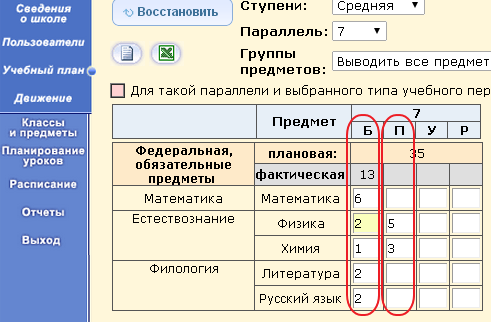 Сведения
о школе
Пользователи
Учебный план
Движение
Классы
и предметы
Планирование
уроков
Расписание
Отчеты
Выход
Восстановить
Ступени: Средняя
Параллель: 7
Группы
предметов: Выводить все предмет
Для такой параллели и выбранного типа учебного пер
Предмет 7
Б П У Р
Федеральная,
обязательные
предметы
плановая: 35
фактическая 13
Математика Математика 6
Естествознание Физика 2 5
Химия 1 3
Филология Литература 2
Русский язык 2